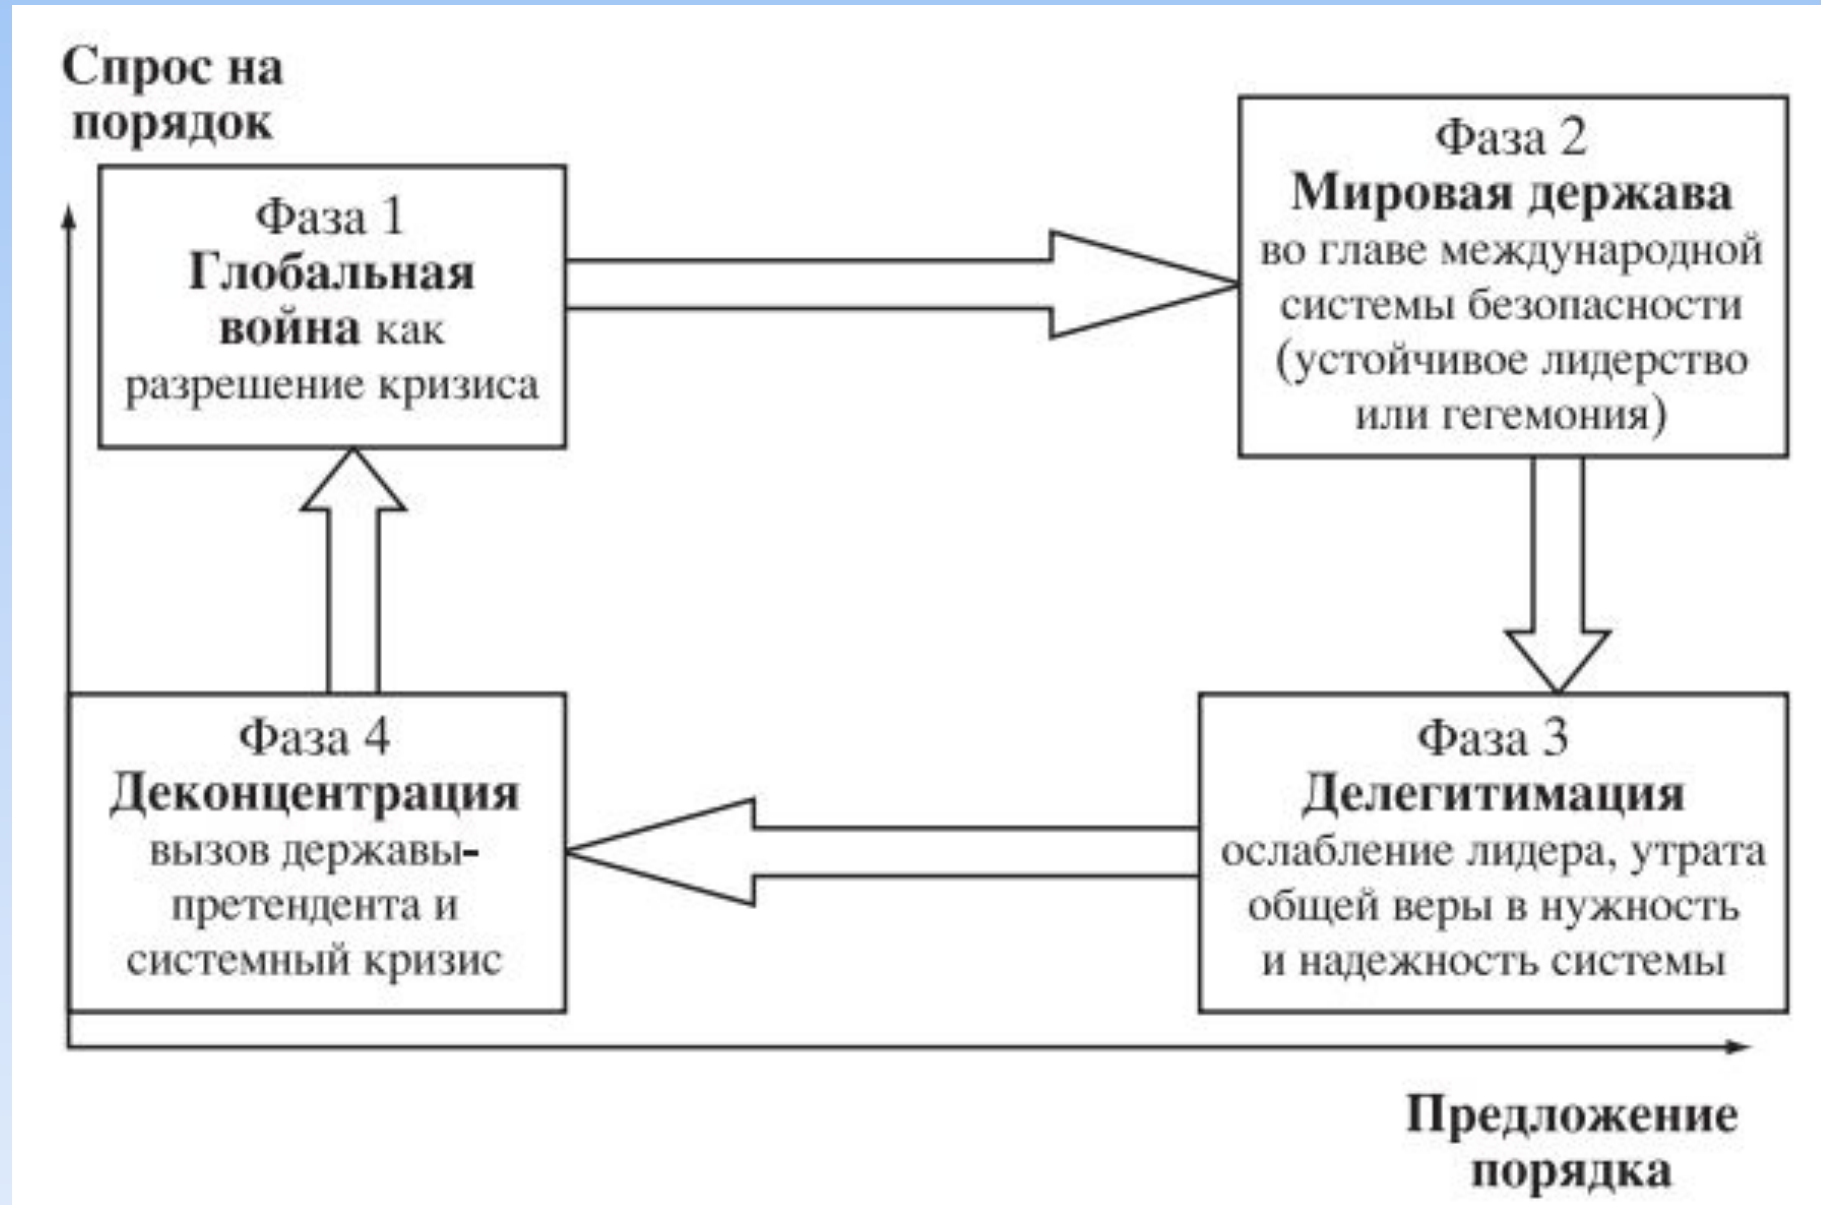 Спрос на
порядок
Фаза 1
Глобальная
война как
разрешение кризиса
Фаза 2
Мировая держава
во главе международной
системы безопасности
(устойчивое лидерство
или гегемония)
Фаза 4
Деконцентрация
вызов державы-
претендента и
системный кризис
Фаза 3
Делегитимация
ослабление лидера, утрата
общей веры в нужность
и надежность системы
Предложение
порядка